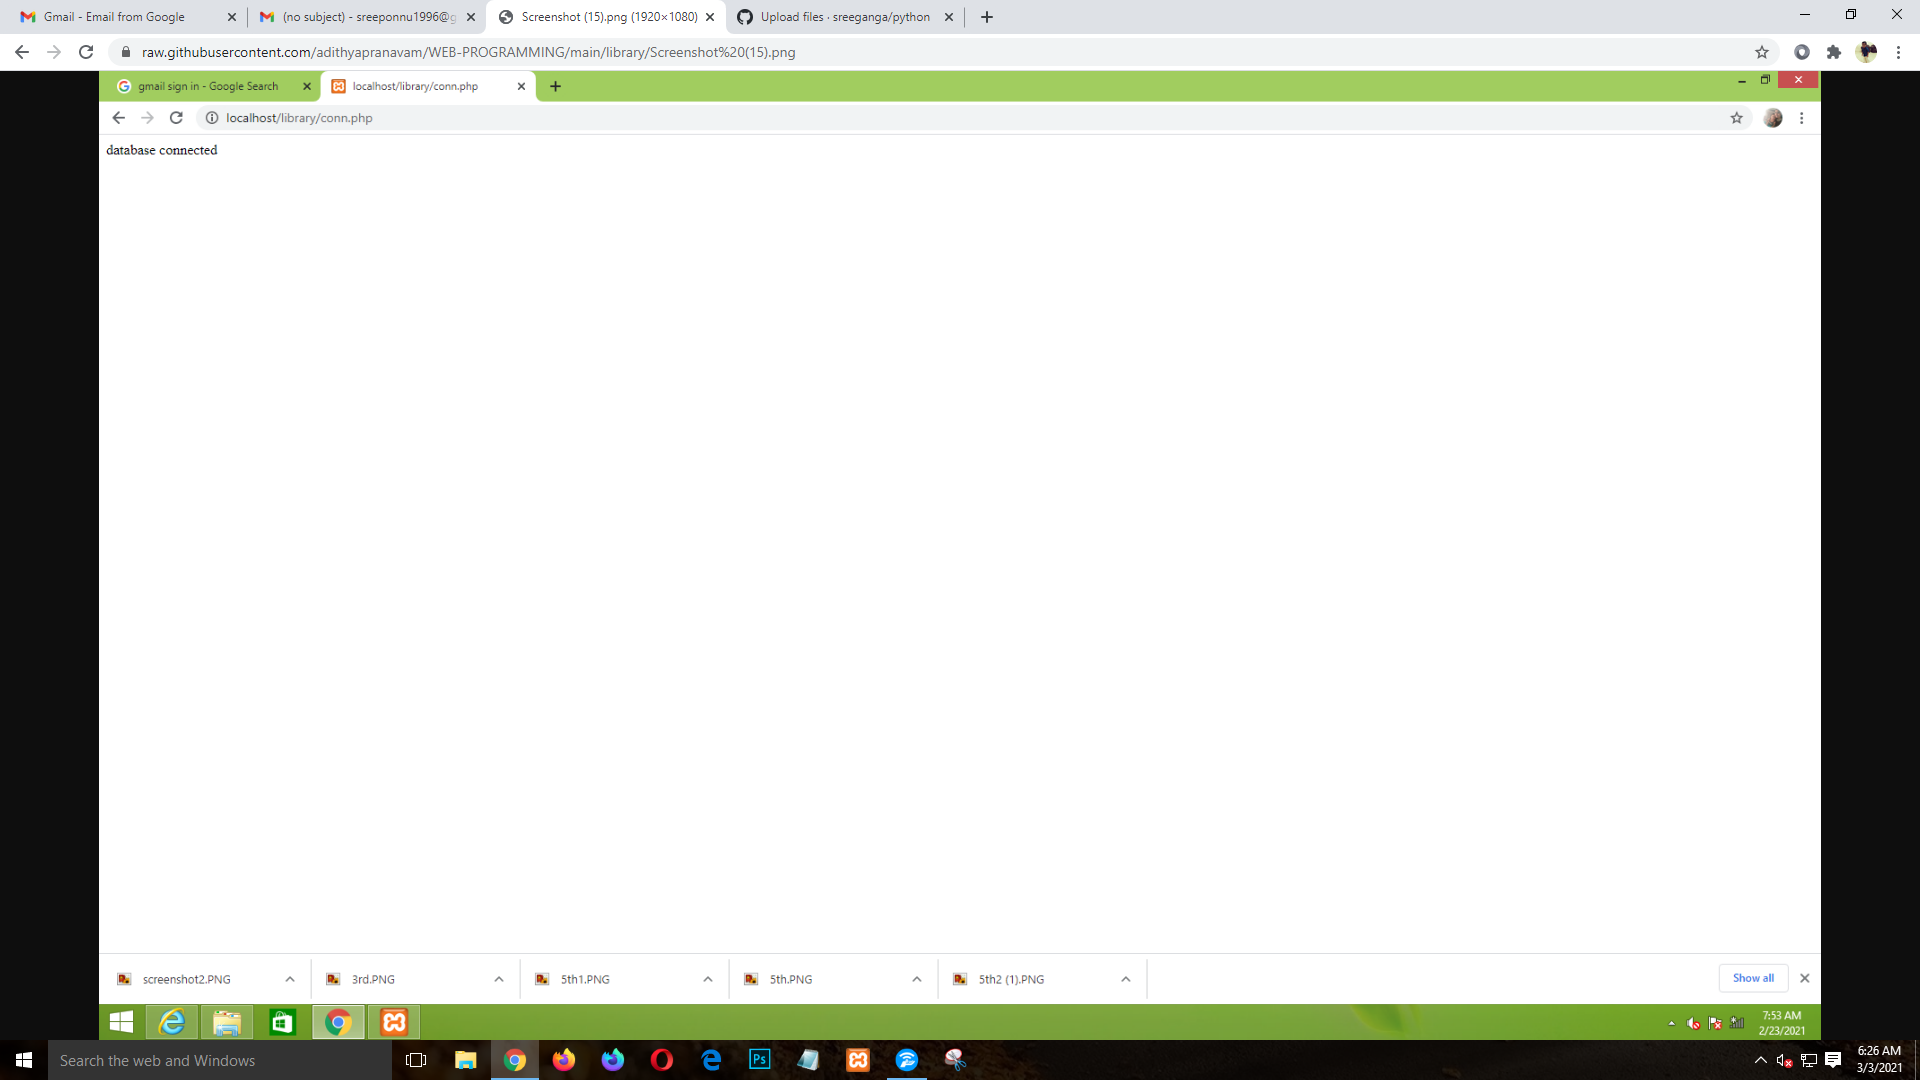 Gmail - Email from Google
(no subject) - sreeponnu1996@g
Screenshot (15).png (1920×1080)
Upload files · sreeganga/python
raw.githubusercontent.com/adithyapranavam/WEB-PROGRAMMING/main/library/Screenshot%20(15).png
gmail sign in - Google Search
localhost/library/conn.php
localhost/library/conn.php
database connected
screenshot2.PNG
3rd.PNG
5th1.PNG
5th.PNG
5th2 (1).PNG
Show all
7:53 AM
2/23/2021
Search the web and Windows
Ps
6:26 AM
3/3/2021